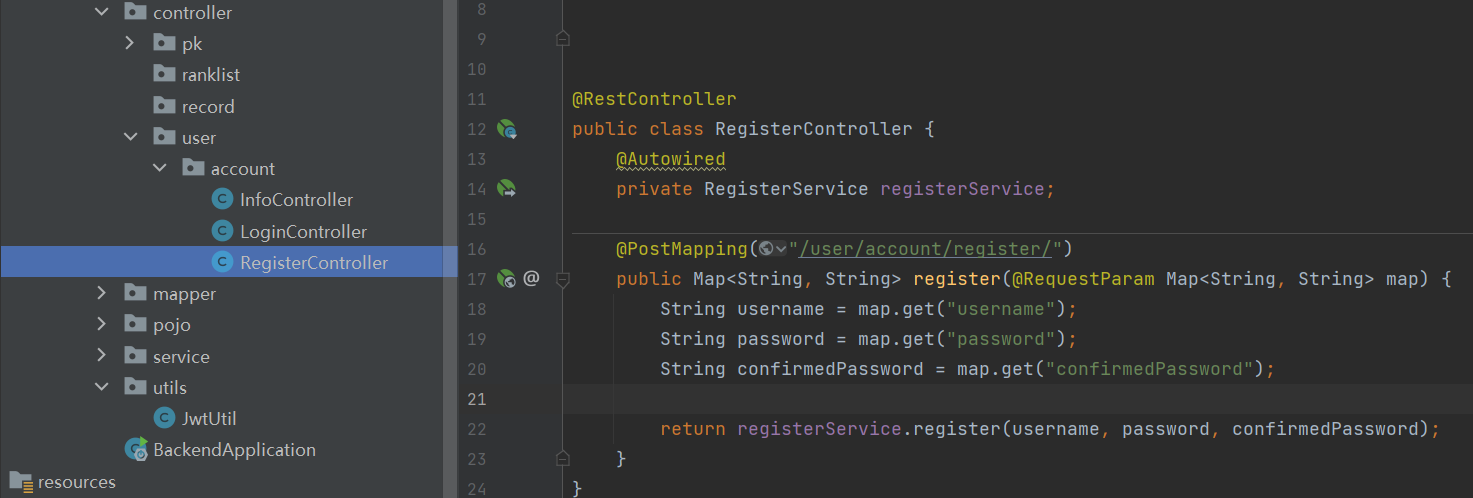 controller
pk
ranklist
record
user
account
InfoController
LoginController
RegisterController
mapper
pojo
service
utils
JwtUtil
BackendApplication
resources
8
9
10
11 @RestController
12 public class RegisterController {
13 @Autowired
14 private RegisterService registerService;
15
16 @PostMapping("/user/account/register/")
17 @ public Map<String, String> register(@RequestParam Map<String, String> map) {
18 String username = map.get("username");
19 String password = map.get("password");
20 String confirmedPassword = map.get("confirmedPassword");
21
22 return registerService.register(username, password, confirmedPassword);
23 }
24 }